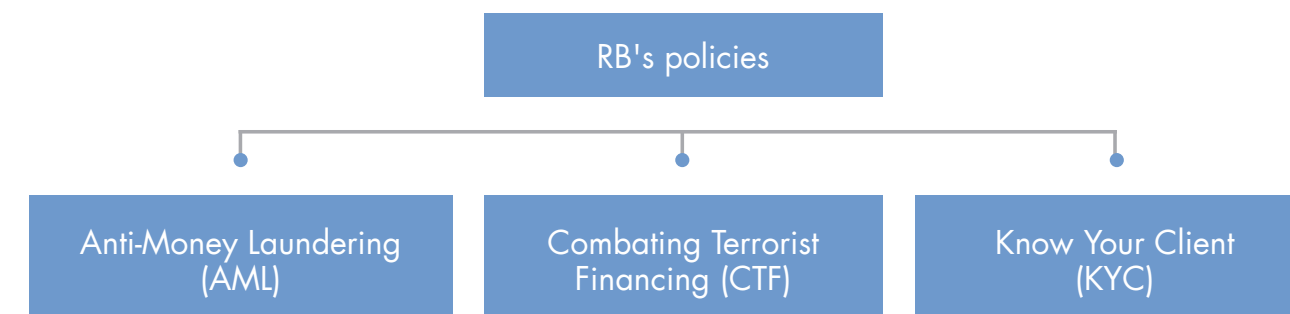 RB's policies
Anti-Money Laundering
(AML)
Combating Terrorist
Financing (CTF)
Know Your Client
(KYC)